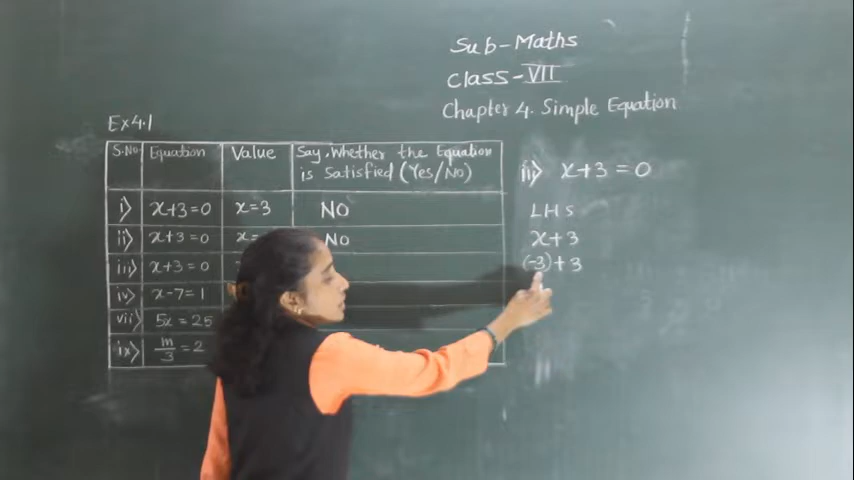 Sub-Maths
Class-VII
Chapter 4. Simple Equation
Ex 4.1
S.No Equation Value Say, Whether the Equation is Satisfied (Yes/No)
i) x+3=0 x=3 No
ii) x+3=0 x= No
iii) x+3=0
iv) x-7=1
vii) 5x=25
ix) m/3=2
iii) x+3=0
LHS
x+3
(-3)+3